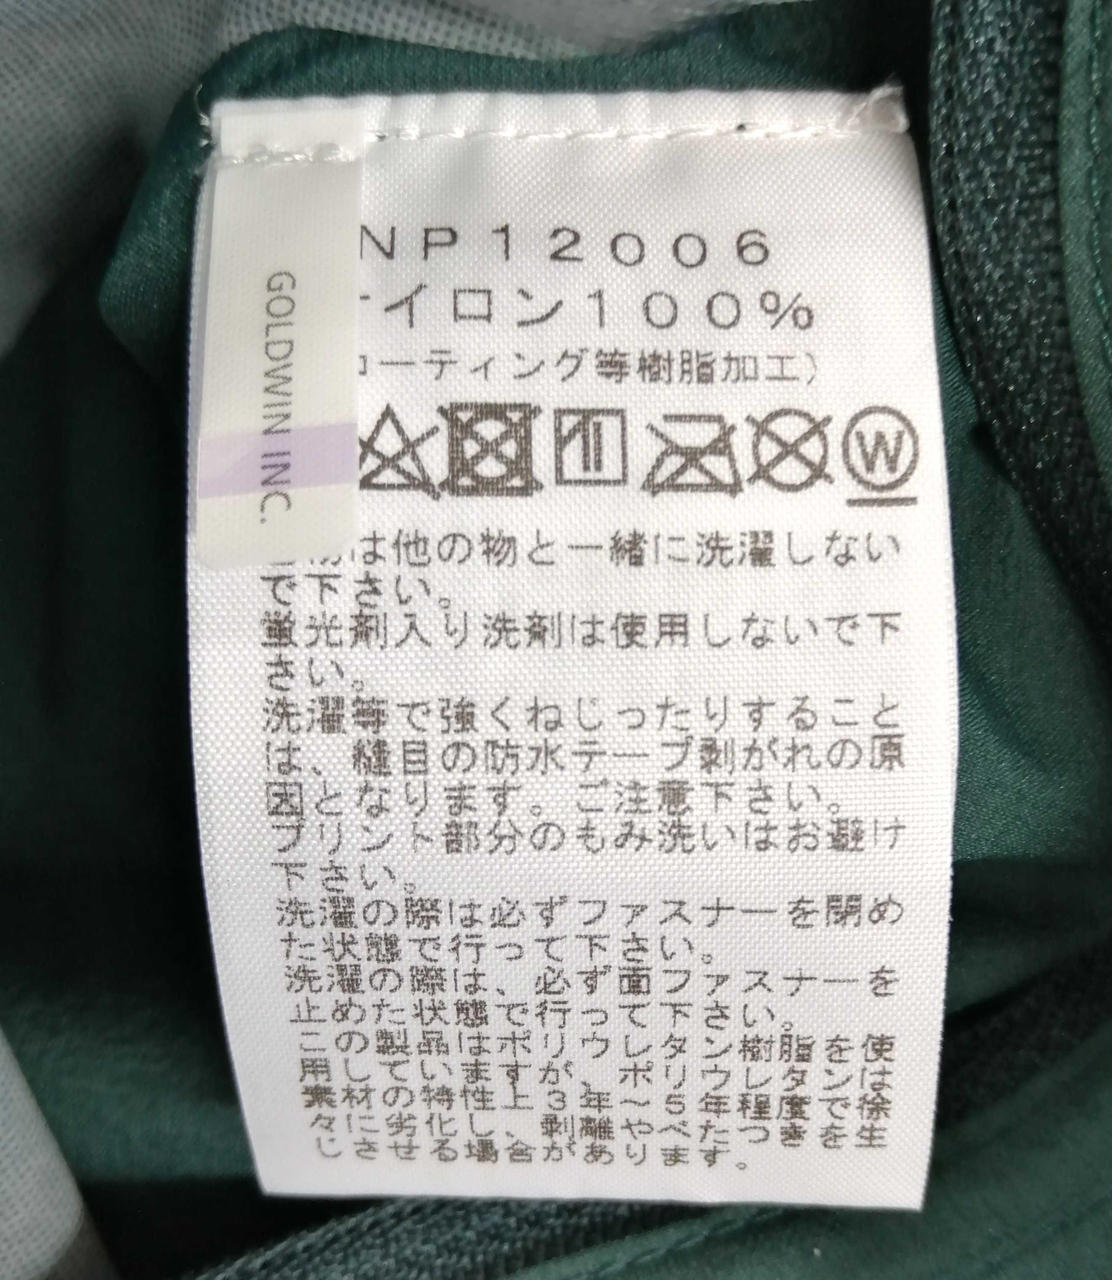 GOLDWIN INC.
NP12006
イロン100%
ーティング等樹脂加工)
W
は他の物と一緒に洗濯しない
で下さい。
蛍光剤入り洗剤は使用しないで下
さい。
洗濯等で強くねじったりすること
は、縫目の防水テープ剥がれの原
因となります。ご注意下さい。
プリント部分のもみ洗いはお避け
下さい。
洗濯の際は必ずファスナーを閉め
た状態で行って下さい。
洗濯の際は、必ず面ファスナーを
止めた状態で行って下さい。
この製品はポリウレタン樹脂を使
用していますが、ポリウレタンは
素材の特性上3年~5年程度で徐
々に劣化し、剥離やべたつきを生
じさせる場合があります。